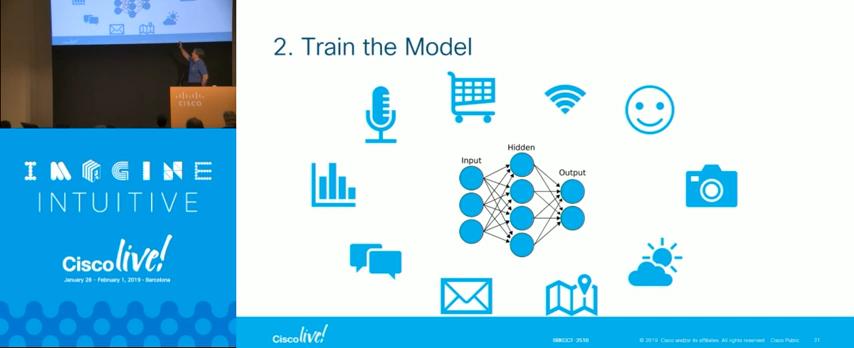 CISCO
IMAGINE
INTUITIVE
Cisco live!
January 28 - February 1, 2019 - Barcelona
2. Train the Model
Input
Hidden
Output
Cisco live!
© 2019 Cisco and/or its affiliates. All rights reserved. Cisco Public